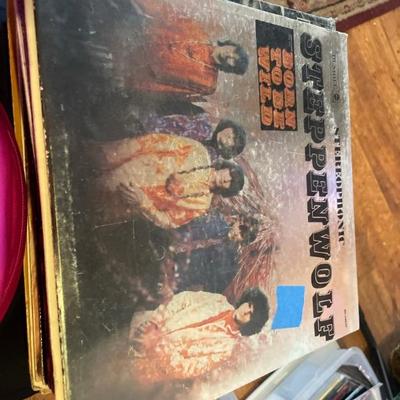 STEPPENWOLF
STEREOPHONIC
BORN
TO BE
WILD